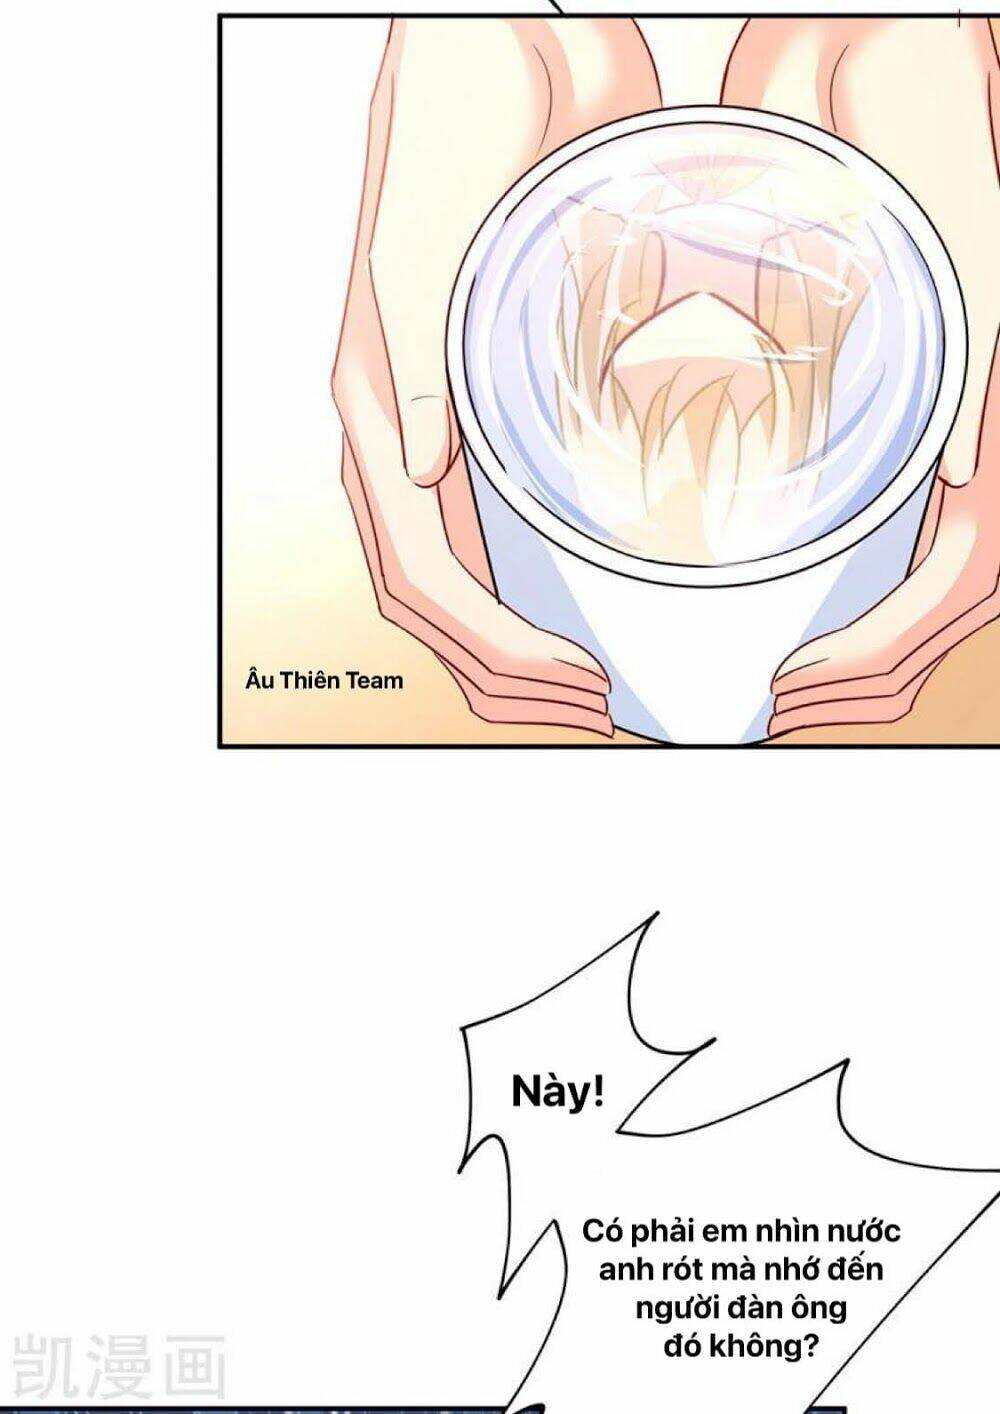 Âu Thiên Team
Này!
Có phải em nhìn nước
anh rót mà nhớ đến
người đàn ông
đó không?
凯漫画